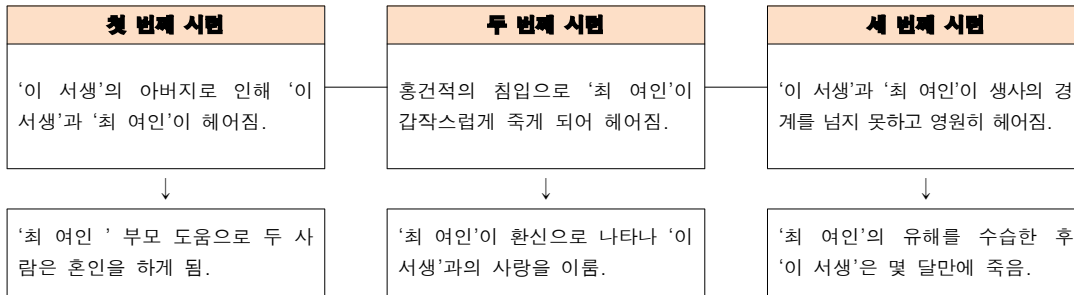 첫 번째 시련
‘이 서생’의 아버지로 인해 ‘이
서생’과 ‘최 여인’이 헤어짐.
↓
‘최 여인 ’ 부모 도움으로 두 사
람은 혼인을 하게 됨.
두 번째 시련
홍건적의 침입으로 ‘최 여인’이
갑작스럽게 죽게 되어 헤어짐.
↓
‘최 여인’이 환신으로 나타나 ‘이
서생’과의 사랑을 이룸.
세 번째 시련
‘이 서생’과 ‘최 여인’이 생사의 경
계를 넘지 못하고 영원히 헤어짐.
↓
‘최 여인’의 유해를 수습한 후
‘이 서생’은 몇 달만에 죽음.